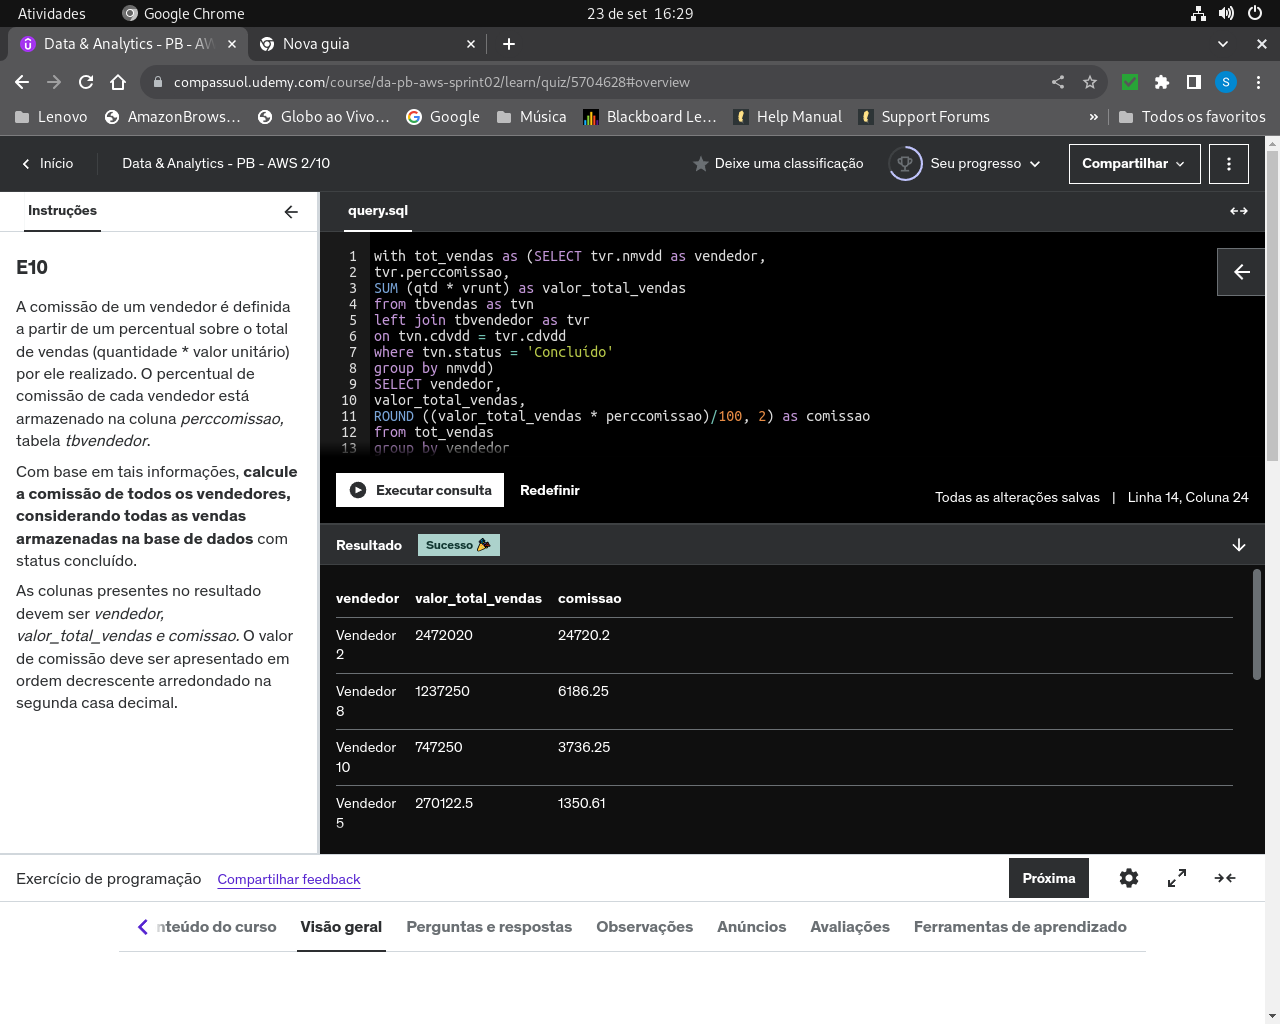 Atividades
Google Chrome
23 de set 16:29
Data & Analytics - PB - AW
Nova guia
compassuol.udemy.com/course/da-pb-aws-sprint02/learn/quiz/5704628#overview
S
Lenovo
AmazonBrows...
Globo ao Vivo...
Google
Música
Blackboard Le...
Help Manual
Support Forums
»
Todos os favoritos
Início
Data & Analytics - PB - AWS 2/10
Deixe uma classificação
Seu progresso
Compartilhar
Instruções
query.sql
E10
A comissão de um vendedor é definida
a partir de um percentual sobre o total
de vendas (quantidade * valor unitário)
por ele realizado. O percentual de
comissão de cada vendedor está
armazenado na coluna perccomissao,
tabela tbvendedor.
Com base em tais informações, calcule
a comissão de todos os vendedores,
considerando todas as vendas
armazenadas na base de dados com
status concluído.
As colunas presentes no resultado
devem ser vendedor,
valor_total_vendas e comissao. O valor
de comissão deve ser apresentado em
ordem decrescente arredondado na
segunda casa decimal.
1 with tot_vendas as (SELECT tvr.nmvdd as vendedor,
2 tvr.perccomissao,
3 SUM (qtd * vrunt) as valor_total_vendas
4 from tbvendas as tvn
5 left join tbvendedor as tvr
6 on tvn.cdvdd = tvr.cdvdd
7 where tvn.status = 'Concluído'
8 group by nmvdd)
9 SELECT vendedor,
10 valor_total_vendas,
11 ROUND ((valor_total_vendas * perccomissao)/100, 2) as comissao
12 from tot_vendas
13 group by vendedor
Executar consulta
Redefinir
Todas as alterações salvas | Linha 14, Coluna 24
Resultado
Sucesso
vendedor valor_total_vendas comissao
Vendedor 2472020 24720.2
2
Vendedor 1237250 6186.25
8
Vendedor 747250 3736.25
10
Vendedor 270122.5 1350.61
5
Exercício de programação
Compartilhar feedback
Próxima
nteúdo do curso
Visão geral
Perguntas e respostas
Observações
Anúncios
Avaliações
Ferramentas de aprendizado